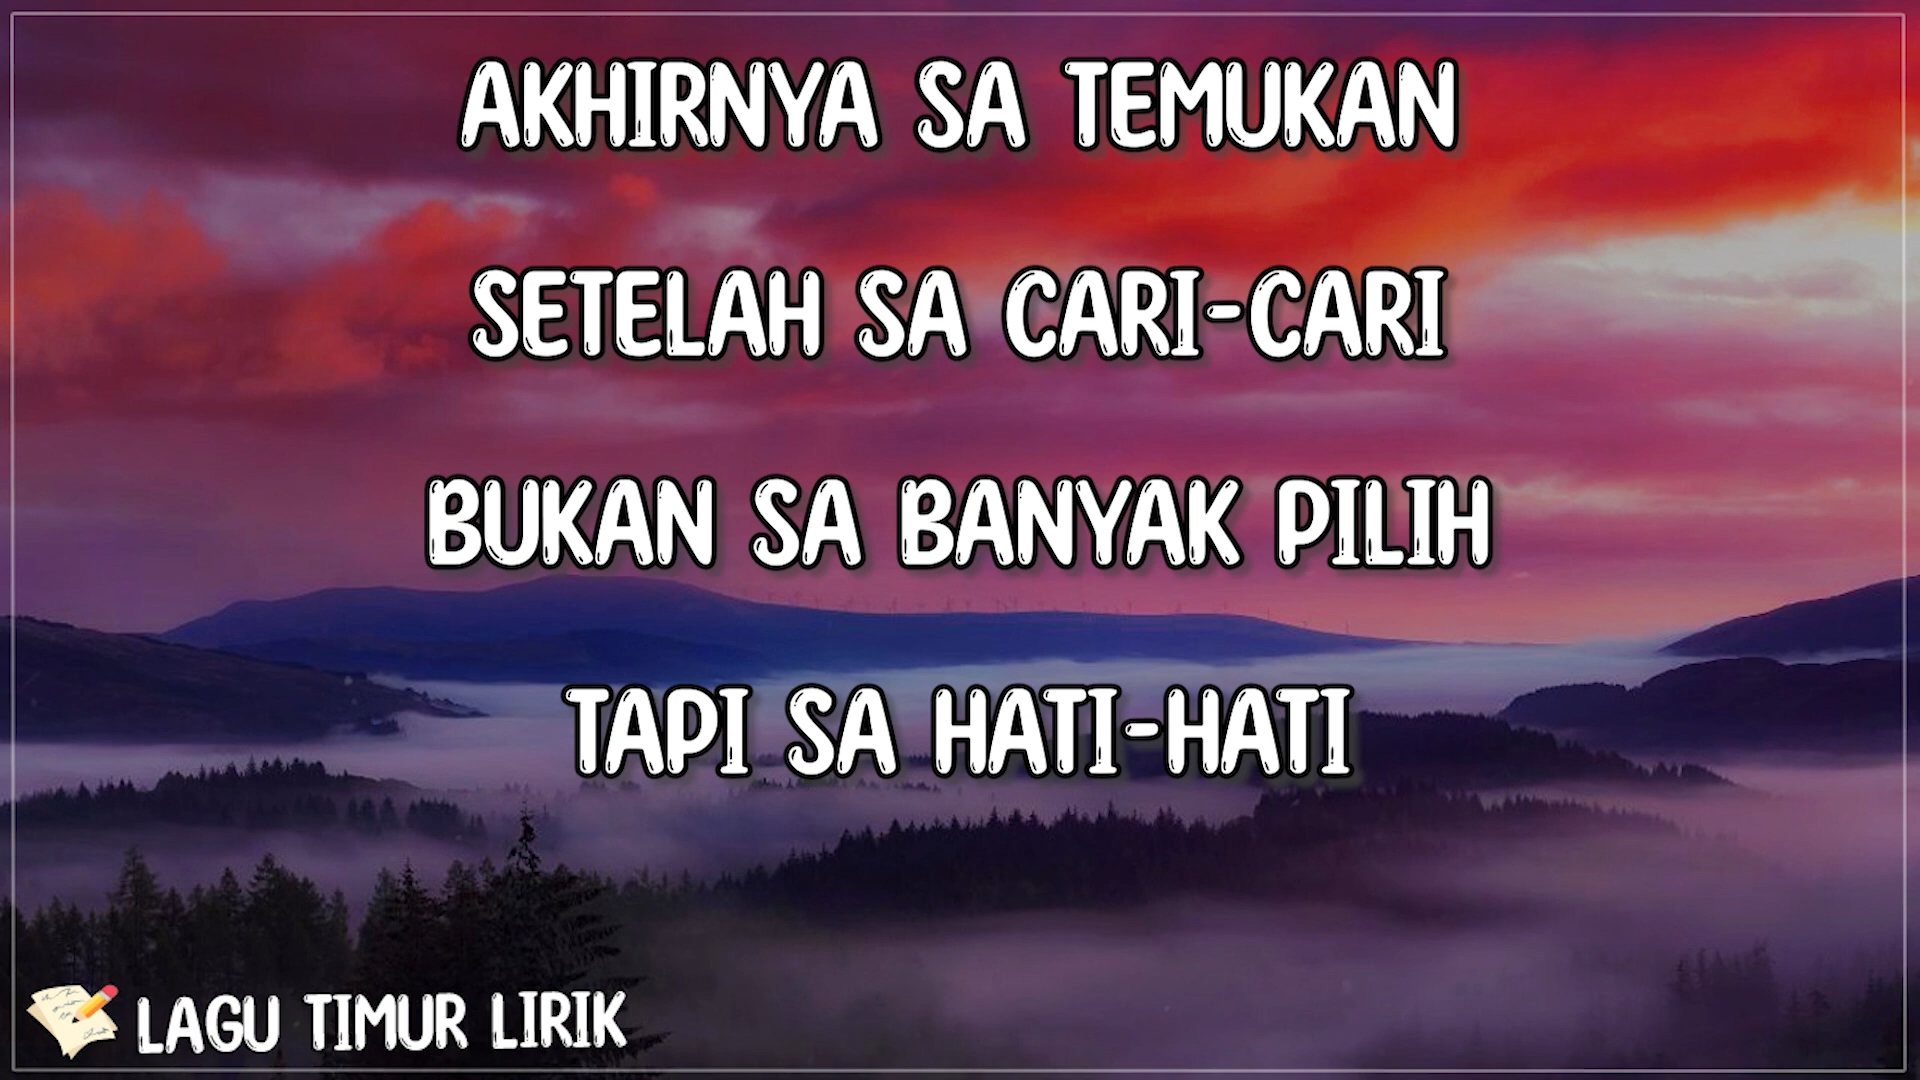 AKHIRNYA SA TEMUKAN
SETELAH SA CARI-CARI
BUKAN SA BANYAK PILIH
TAPI SA HATI-HATI
LAGU TIMUR LIRIK